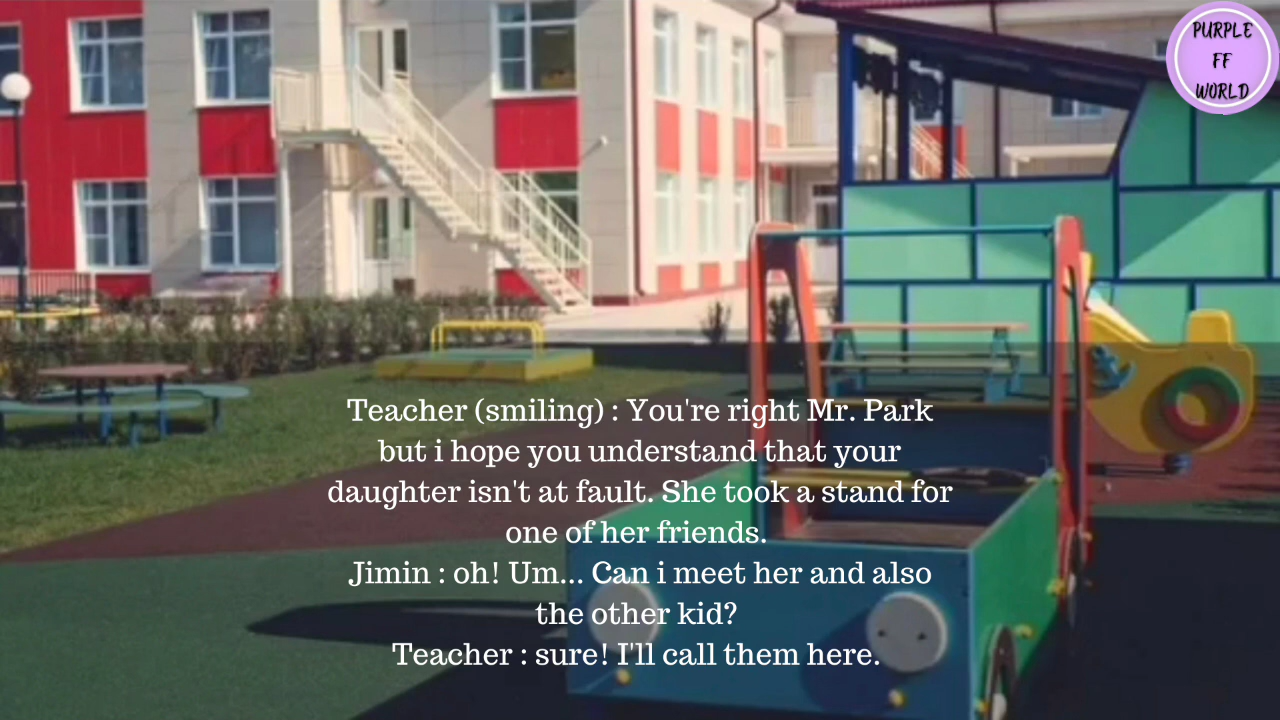 PURPLE
FF
WORLD
Teacher (smiling) : You're right Mr. Park
but i hope you understand that your
daughter isn't at fault. She took a stand for
one of her friends.
Jimin : oh! Um... Can i meet her and also
the other kid?
Teacher : sure! I'll call them here.